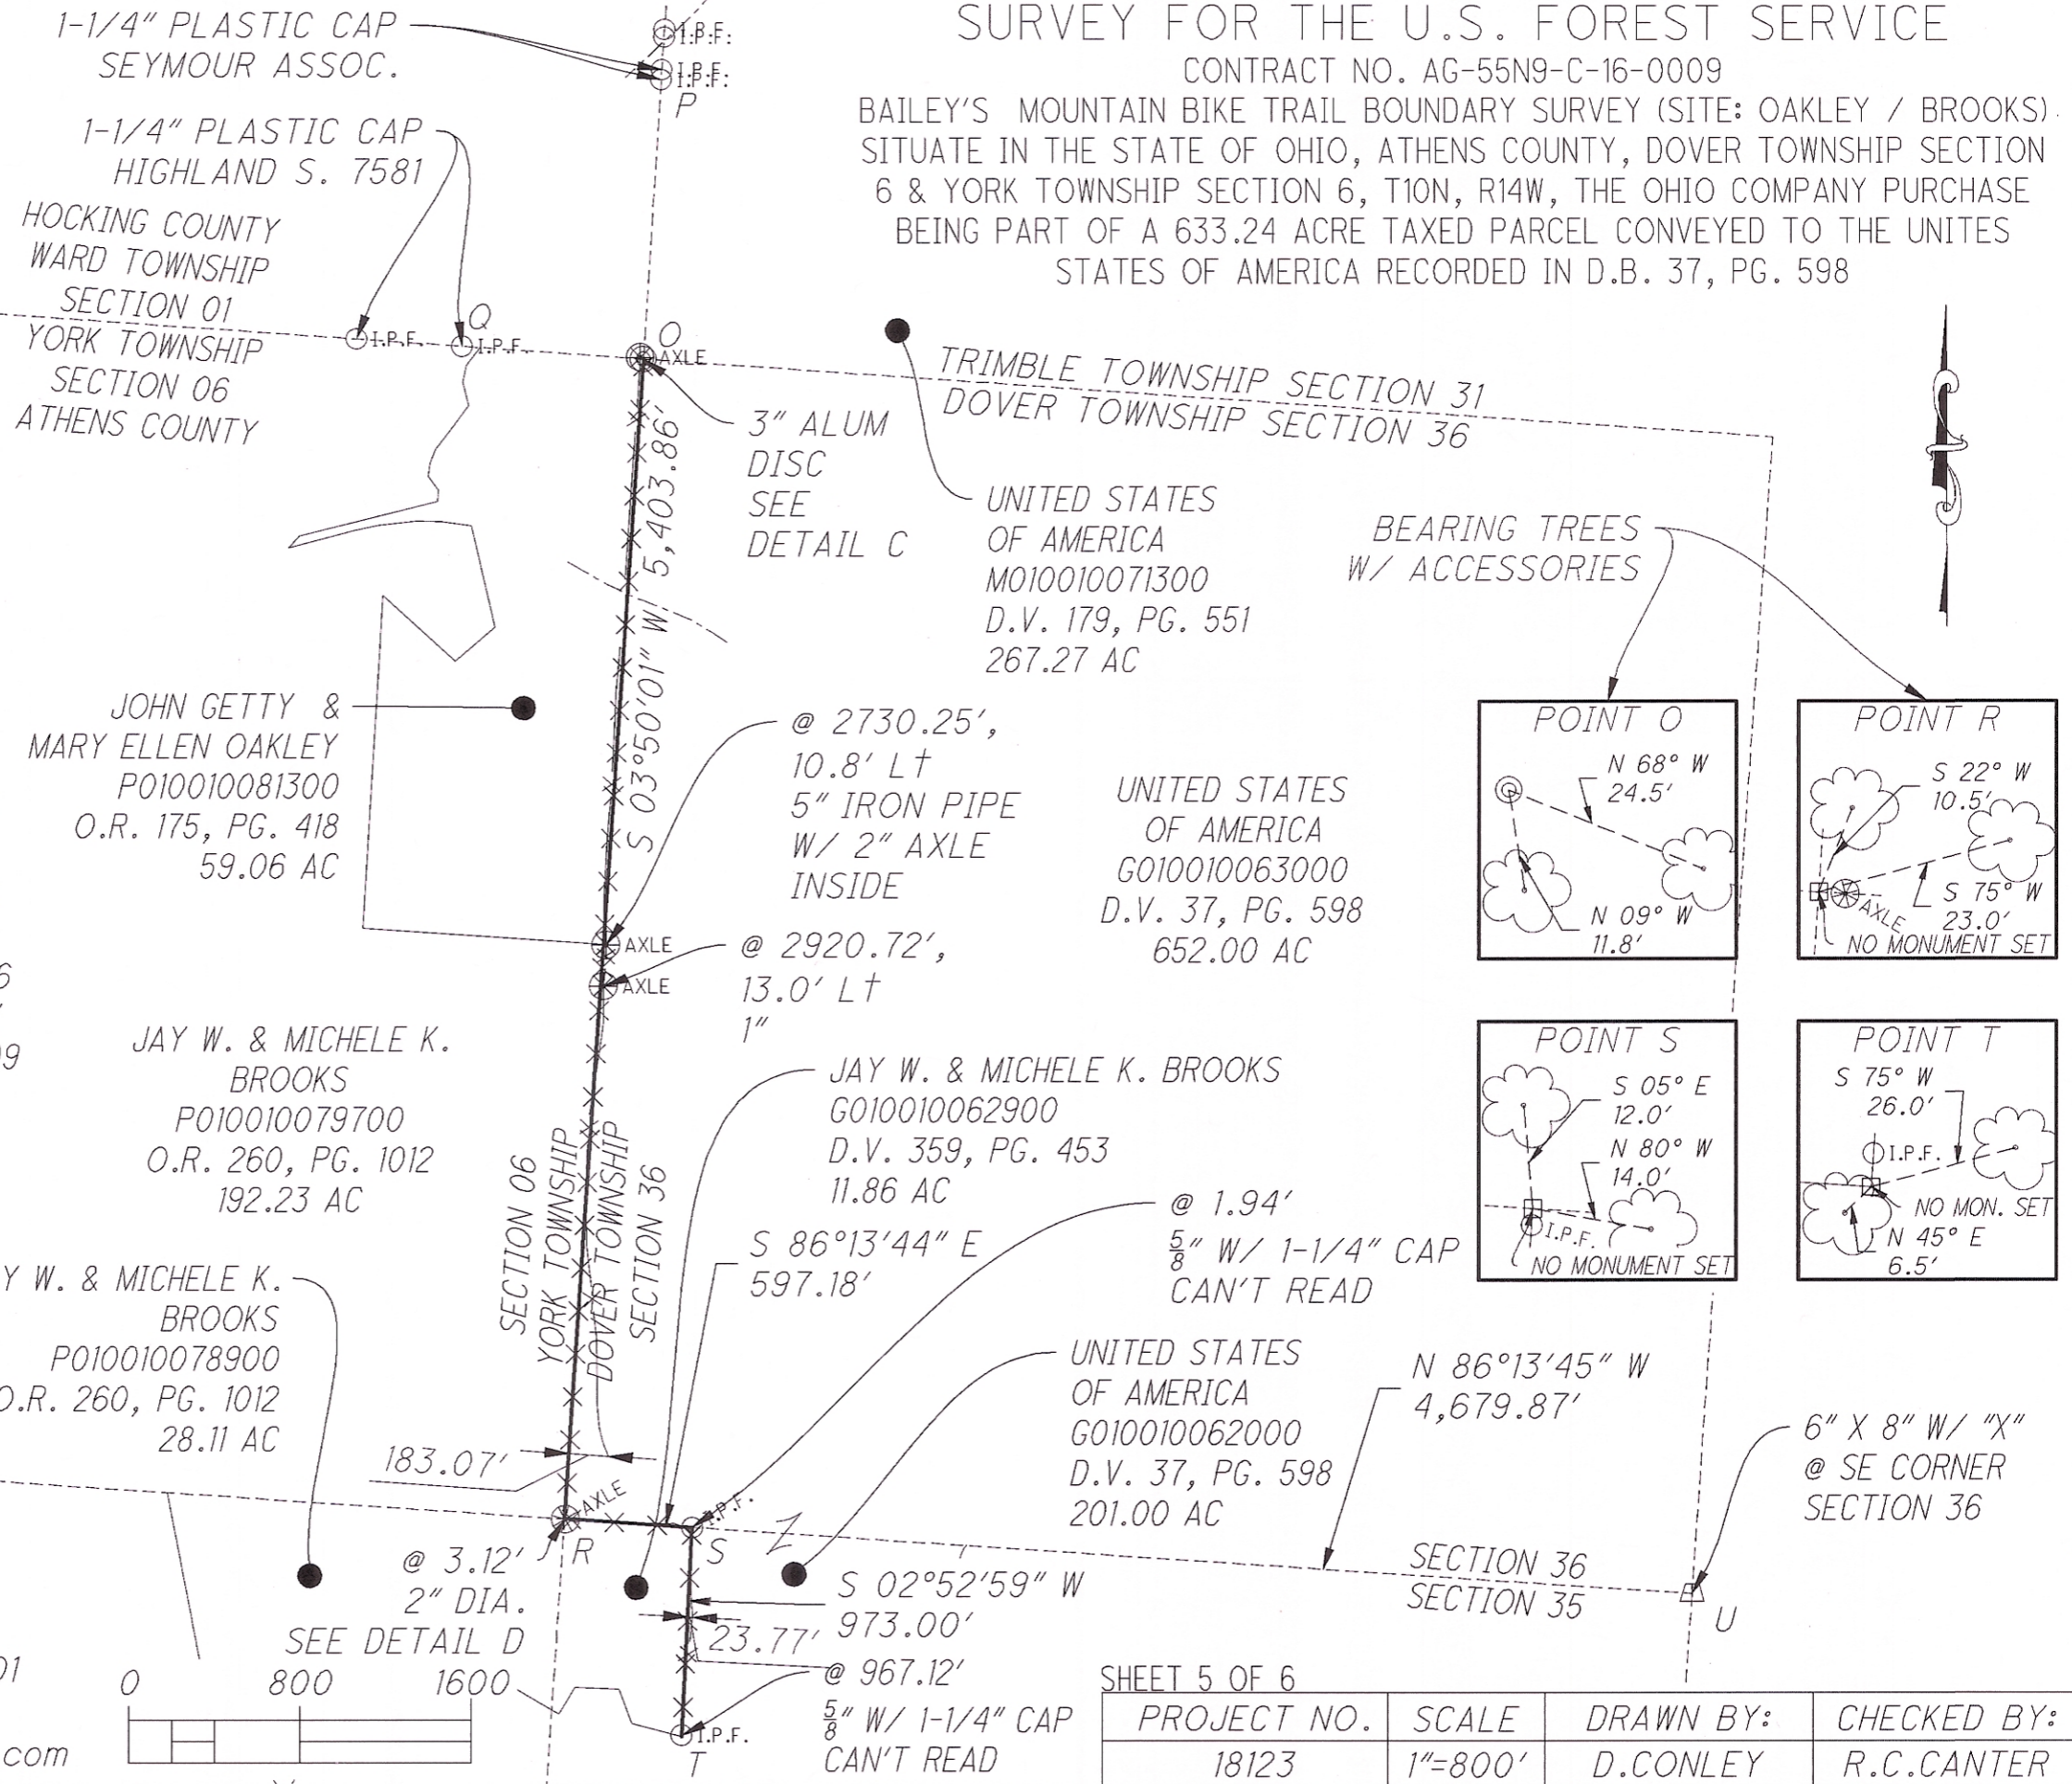 SURVEY FOR THE U.S. FOREST SERVICE
CONTRACT NO. AG-55N9-C-16-0009
BAILEY'S MOUNTAIN BIKE TRAIL BOUNDARY SURVEY (SITE: OAKLEY / BROOKS)
SITUATE IN THE STATE OF OHIO, ATHENS COUNTY, DOVER TOWNSHIP SECTION
6 & YORK TOWNSHIP SECTION 6, T10N, R14W, THE OHIO COMPANY PURCHASE
BEING PART OF A 633.24 ACRE TAXED PARCEL CONVEYED TO THE UNITES
STATES OF AMERICA RECORDED IN D.B. 37, PG. 598
1-1/4" PLASTIC CAP
SEYMOUR ASSOC.
I.P.F.
I.P.F.
I.P.F.
P
1-1/4" PLASTIC CAP
HIGHLAND S. 7581
HOCKING COUNTY
WARD TOWNSHIP
SECTION 01
YORK TOWNSHIP
SECTION 06
ATHENS COUNTY
I.P.F.
Q
I.P.F.
O
AXLE
TRIMBLE TOWNSHIP SECTION 31
DOVER TOWNSHIP SECTION 36
3" ALUM
DISC
SEE
DETAIL C
UNITED STATES
OF AMERICA
M010010071300
D.V. 179, PG. 551
267.27 AC
BEARING TREES
W/ ACCESSORIES
S 03°50'01" W 5,403.86'
JOHN GETTY &
MARY ELLEN OAKLEY
P010010081300
O.R. 175, PG. 418
59.06 AC
@ 2730.25',
10.8' Lt
5" IRON PIPE
W/ 2" AXLE
INSIDE
AXLE
UNITED STATES
OF AMERICA
G010010063000
D.V. 37, PG. 598
652.00 AC
POINT O
N 68° W
24.5'
N 09° W
11.8'
POINT R
S 22° W
10.5'
S 75° W
23.0'
AXLE
NO MONUMENT SET
@ 2920.72',
13.0' Lt
1"
AXLE
6
09
JAY W. & MICHELE K.
BROOKS
P010010079700
O.R. 260, PG. 1012
192.23 AC
JAY W. & MICHELE K. BROOKS
G010010062900
D.V. 359, PG. 453
11.86 AC
POINT S
S 05° E
12.0'
N 80° W
14.0'
I.P.F.
NO MONUMENT SET
POINT T
S 75° W
26.0'
I.P.F.
NO MON. SET
N 45° E
6.5'
SECTION 06
YORK TOWNSHIP
DOVER TOWNSHIP
SECTION 36
S 86°13'44" E
597.18'
@ 1.94'
5/8" W/ 1-1/4" CAP
CAN'T READ
Y W. & MICHELE K.
BROOKS
P010010078900
O.R. 260, PG. 1012
28.11 AC
UNITED STATES
OF AMERICA
G010010062000
D.V. 37, PG. 598
201.00 AC
N 86°13'45" W
4,679.87'
6" X 8" W/ "X"
@ SE CORNER
SECTION 36
183.07'
AXLE
R
I.P.F.
S
Z
@ 3.12'
2" DIA.
SEE DETAIL D
SECTION 36
SECTION 35
U
S 02°52'59" W
973.00'
23.77'
@ 967.12'
5/8" W/ 1-1/4" CAP
CAN'T READ
I.P.F.
T
01
com
0 800 1600
SHEET 5 OF 6
PROJECT NO. SCALE DRAWN BY: CHECKED BY:
18123 1"=800' D.CONLEY R.C.CANTER